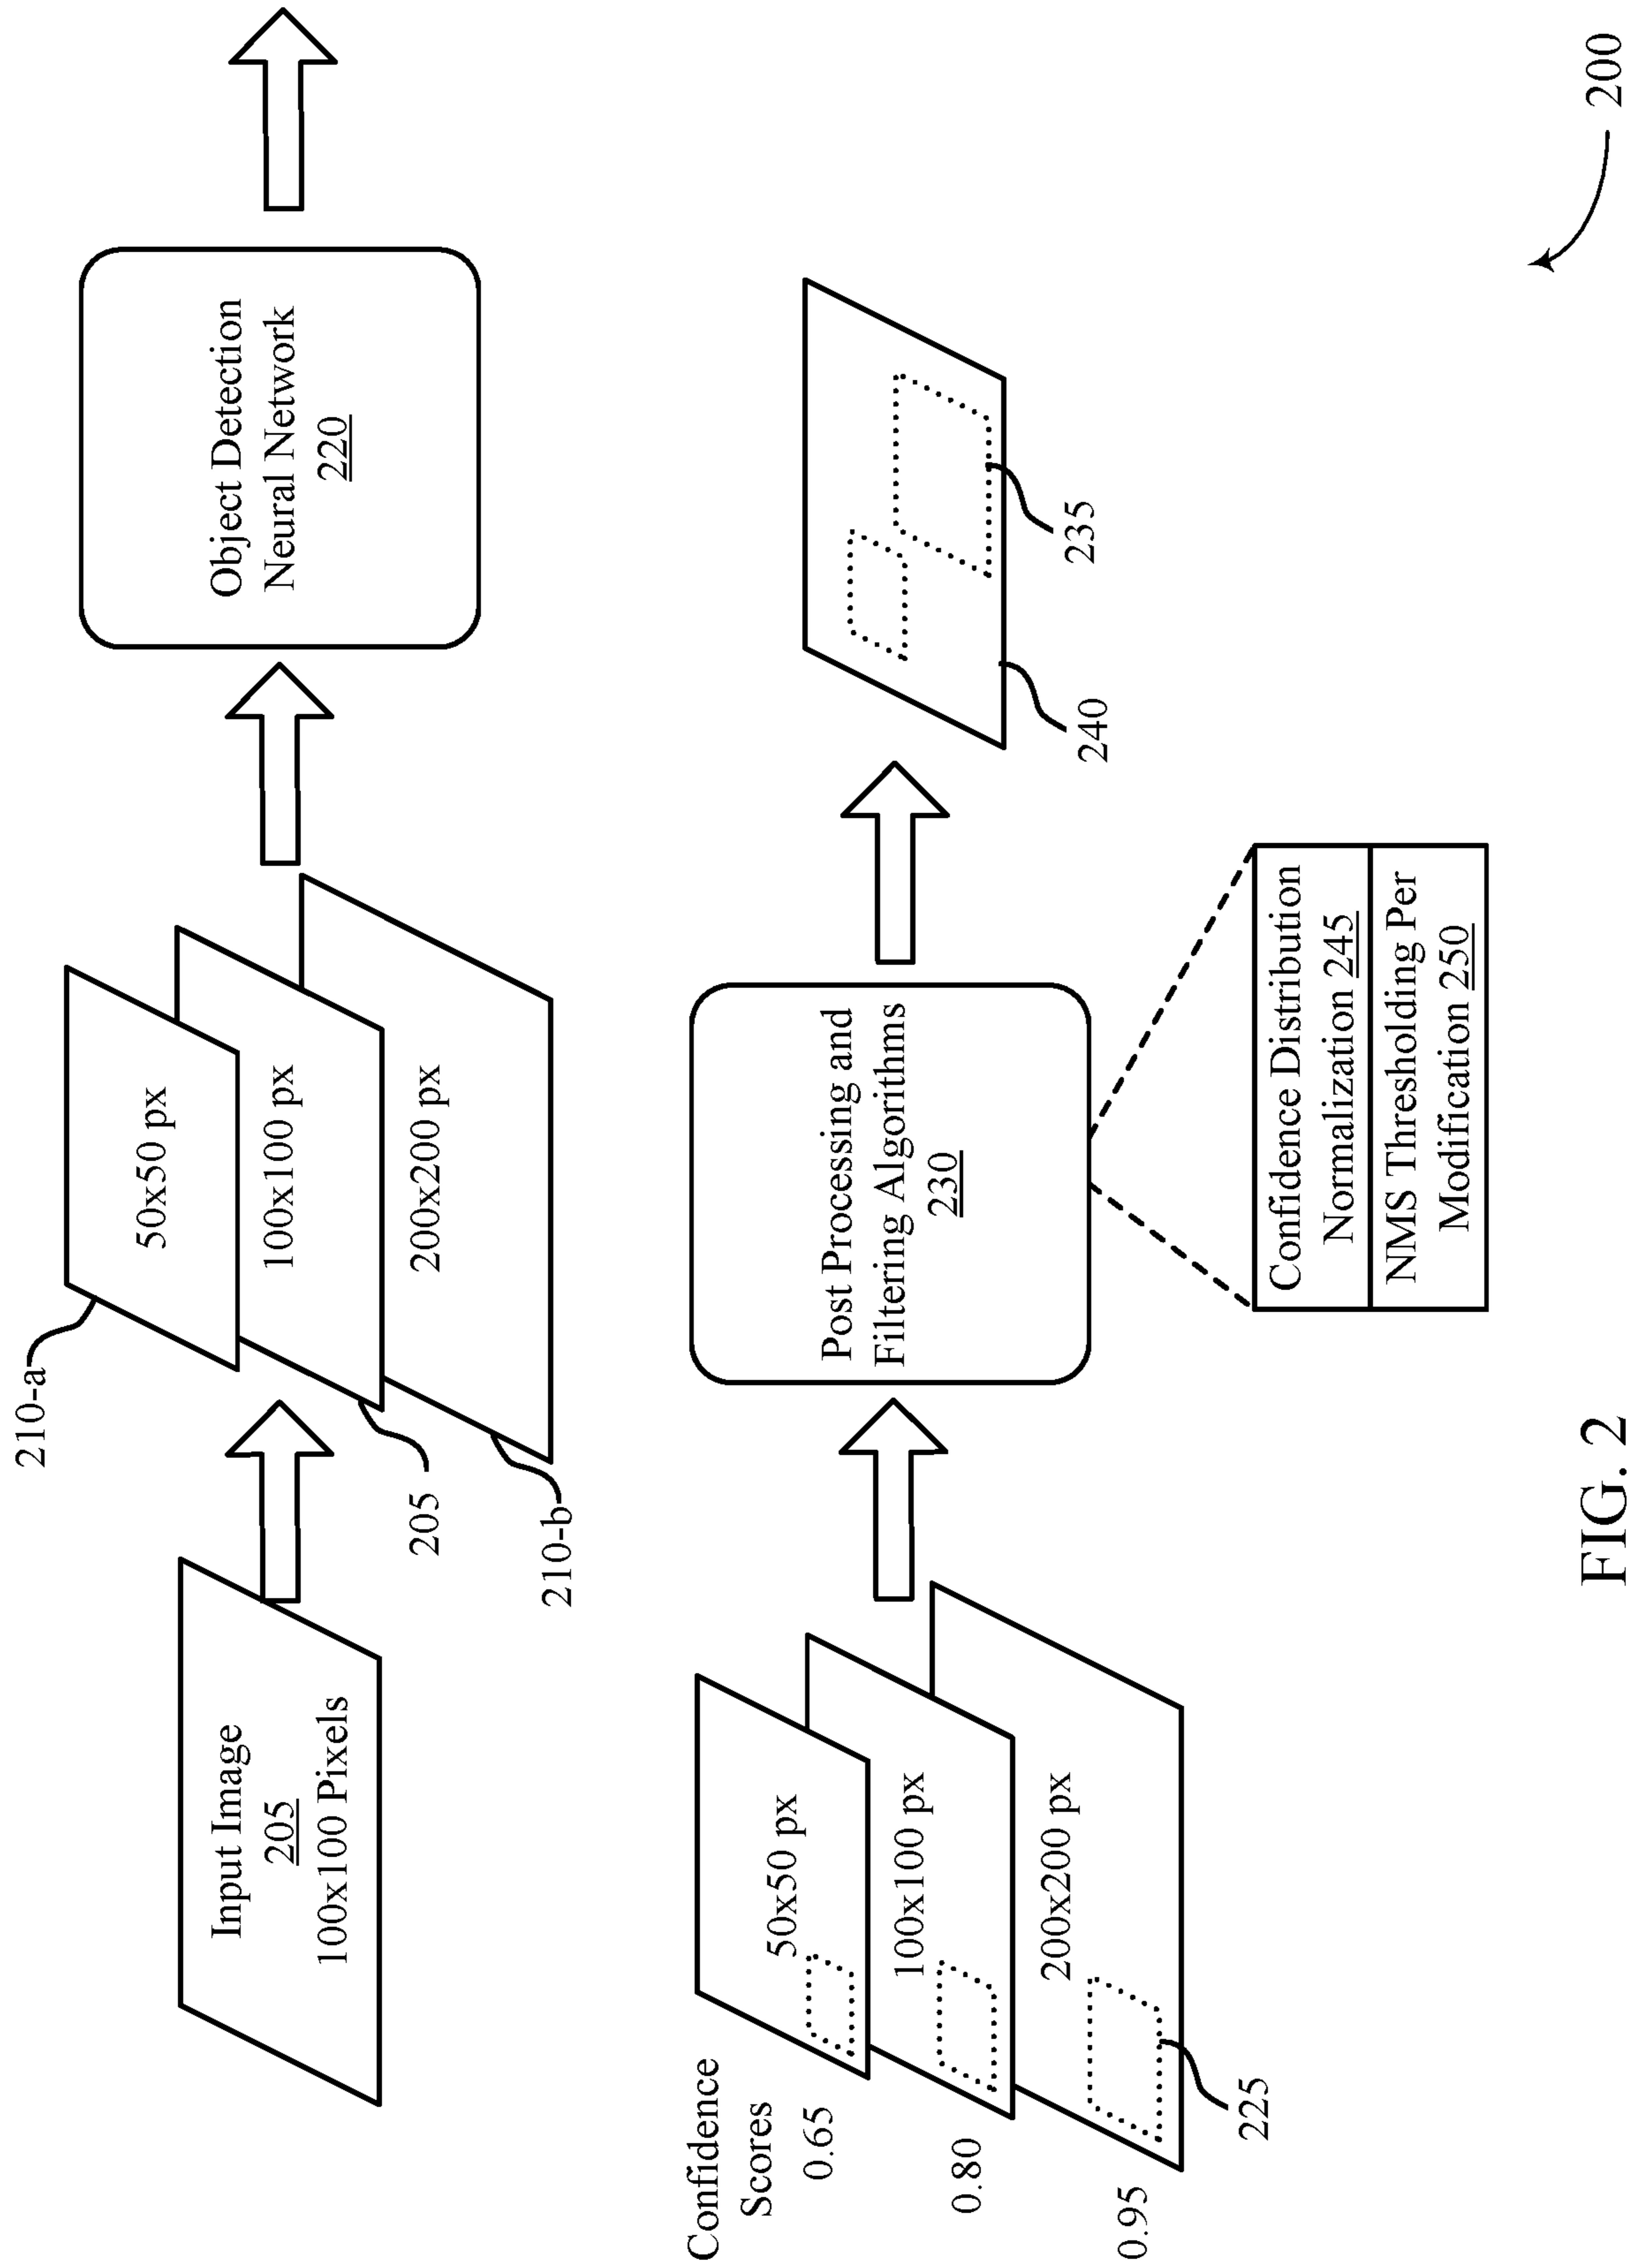 Input Image
205
100x100 Pixels
210-a
50x50 px
100x100 px
200x200 px
205
210-b
Object Detection
Neural Network
220
Confidence
Scores
0.65
0.80
0.95
50x50 px
100x100 px
200x200 px
225
Post Processing and
Filtering Algorithms
230
Confidence Distribution
Normalization 245
NMS Thresholding Per
Modification 250
240
235
200
FIG. 2